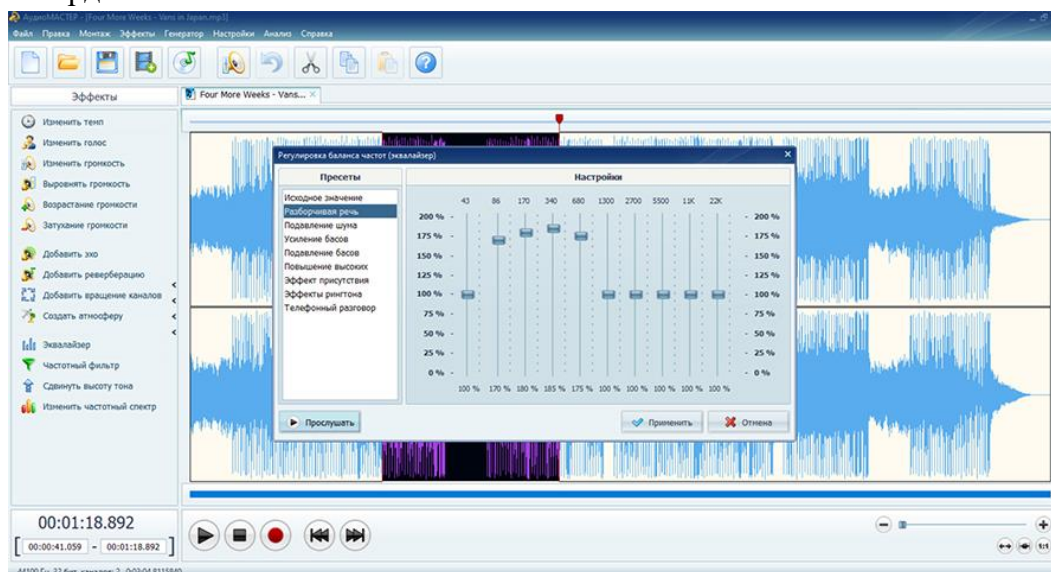 АудиоМАСТЕР - [Four More Weeks - Vans in Japan.mp3]
Файл Правка Монтаж Эффекты Генератор Настройки Анализ Справка
Эффекты
Four More Weeks - Vans...
Изменить темп
Изменить голос
Изменить громкость
Выровнять громкость
Возрастание громкости
Затухание громкости
Добавить эхо
Добавить реверберацию
Добавить вращение каналов
Создать атмосферу
Эквалайзер
Частотный фильтр
Сдвинуть высоту тона
Изменить частотный спектр
Регулировка баланса частот (эквалайзер)
Пресеты
Исходное значение
Разборчивая речь
Подавление шума
Усиление басов
Подавление басов
Повышение высоких
Эффект присутствия
Эффекты рингтона
Телефонный разговор
Настройки
43 86 170 340 680 1300 2700 5500 11K 22K
200 % - - 200 %
175 % - - 175 %
150 % - - 150 %
125 % - - 125 %
100 % - - 100 %
75 % - - 75 %
50 % - - 50 %
25 % - - 25 %
0 % - - 0 %
100 % 170 % 180 % 185 % 175 % 100 % 100 % 100 % 100 % 100 %
Прослушать
Применить
Отмена
00:01:18.892
[ 00:00:41.059 - 00:01:18.892 ]
1:1